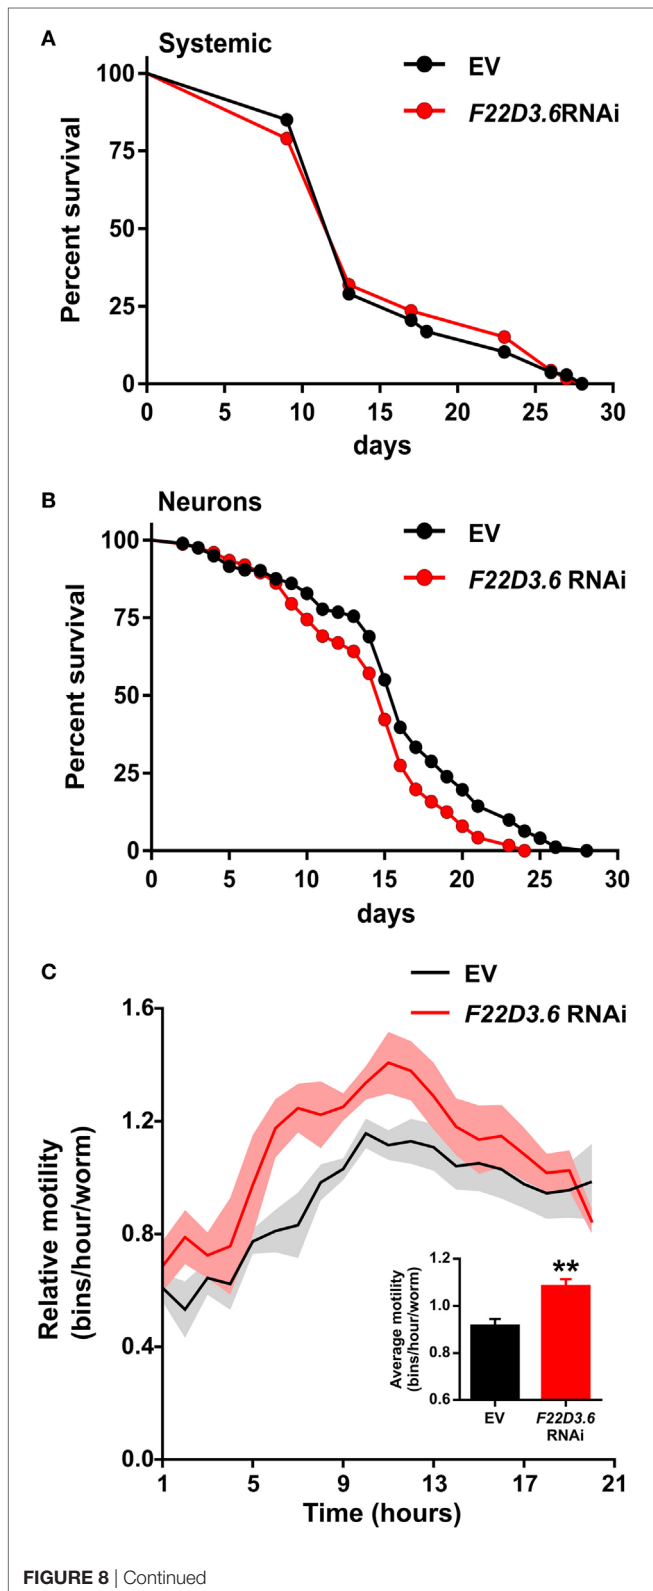 A
Systemic
EV
F22D3.6RNAi
Percent survival
100
75
50
25
0
0 5 10 15 20 25 30
days
B
Neurons
EV
F22D3.6 RNAi
Percent survival
100
75
50
25
0
0 5 10 15 20 25 30
days
C
EV
F22D3.6 RNAi
Relative motility
(bins/hour/worm)
1.6
1.2
0.8
0.4
0.0
1 5 9 13 17 21
Time (hours)
Average motility
(bins/hour/worm)
1.2
1.0
0.8
0.6
**
EV
F22D3.6
RNAi
FIGURE 8 | Continued